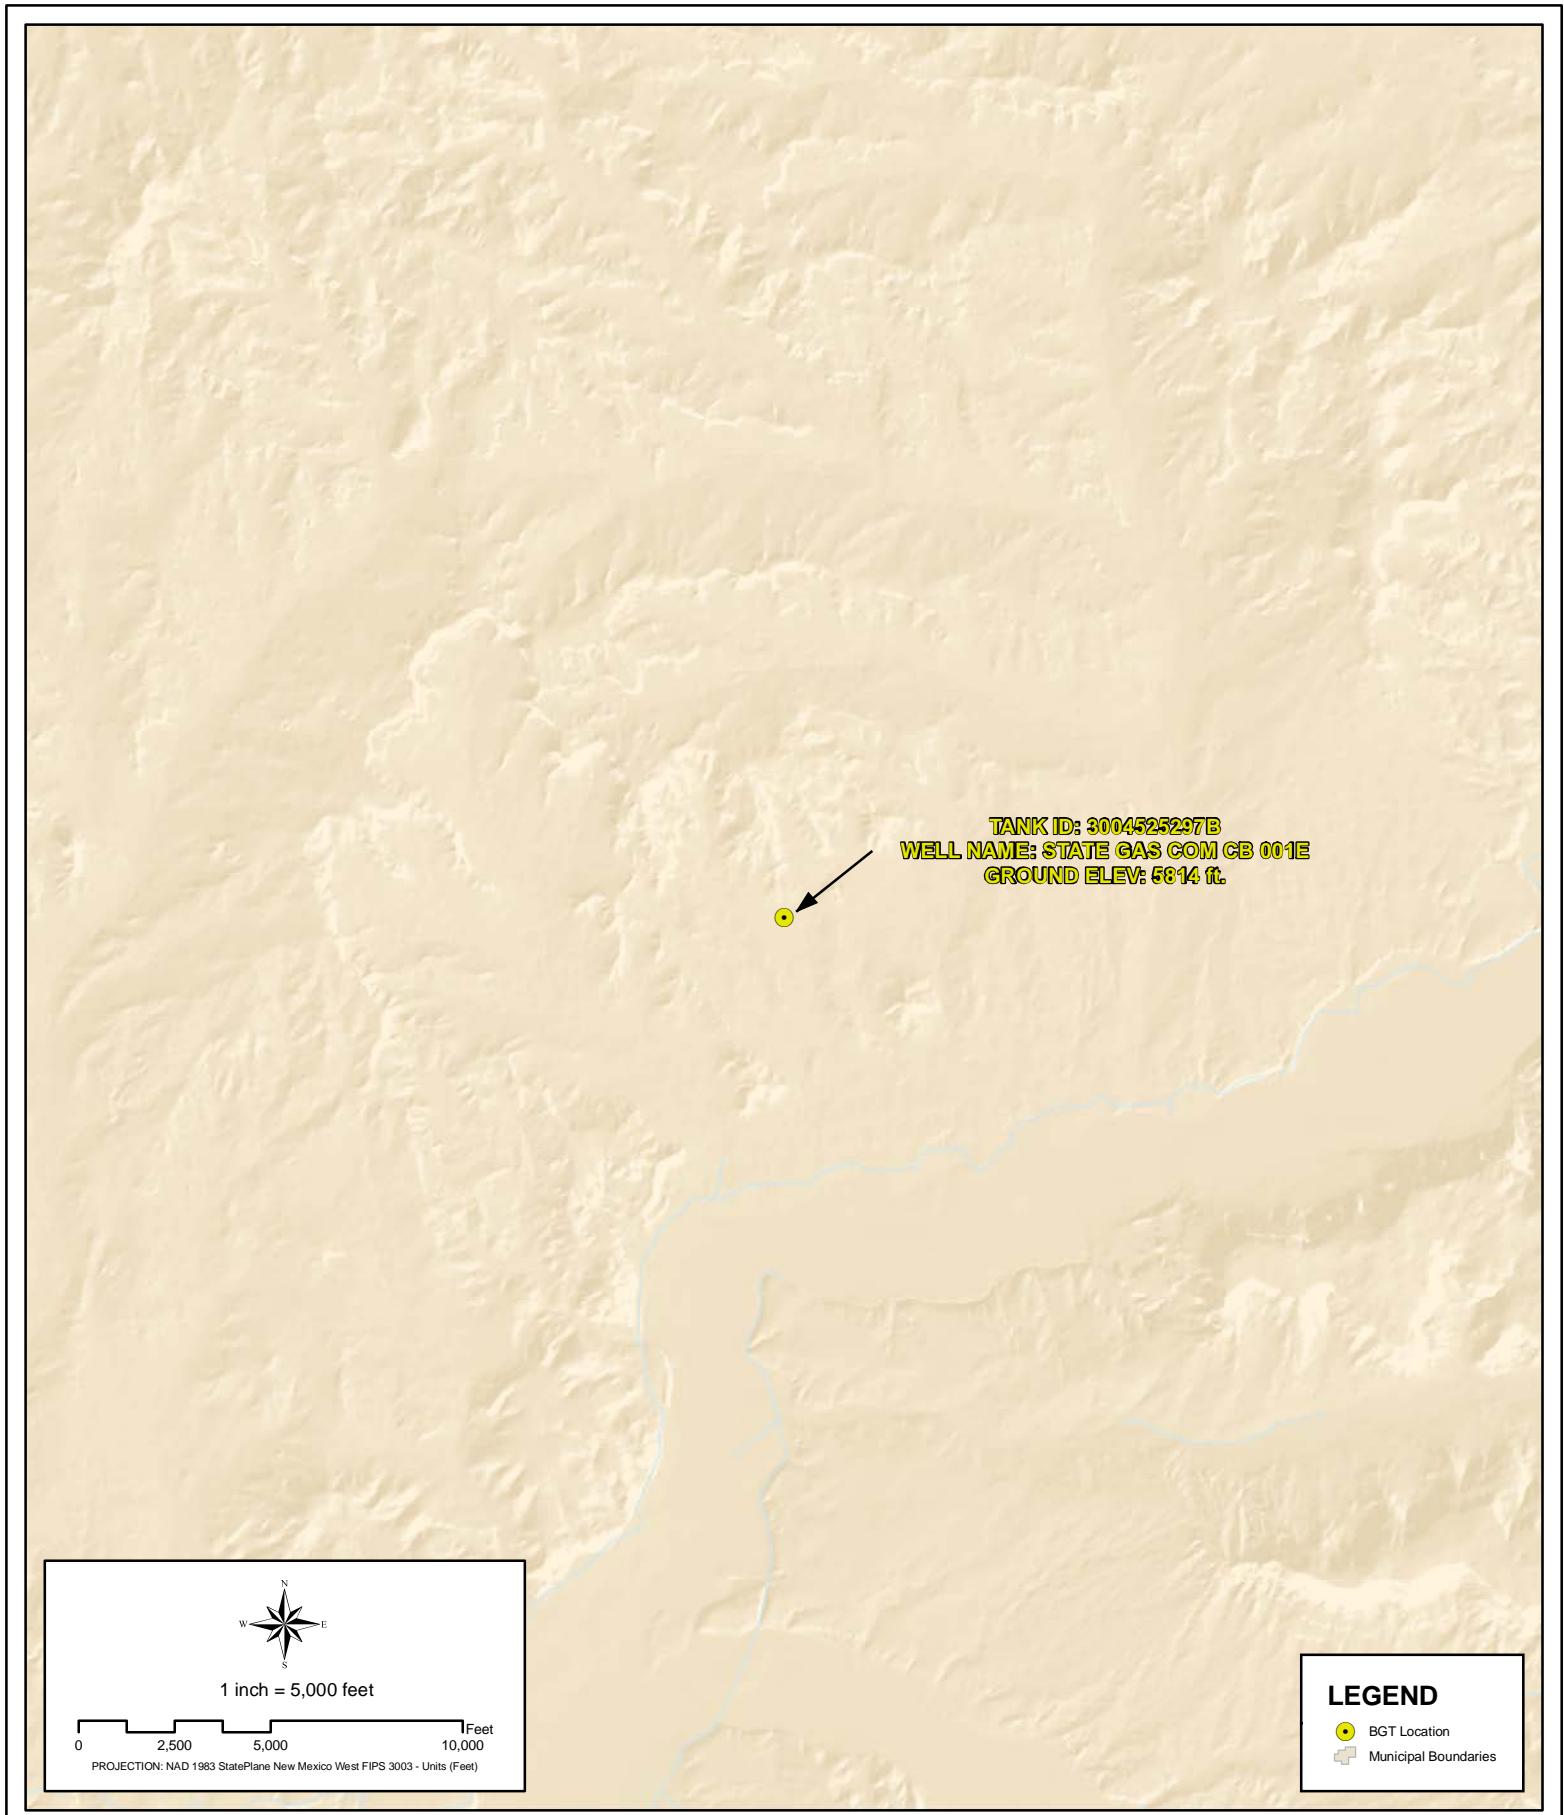 TANK ID: 3004525297B
WELL NAME: STATE GAS COM CB 001E
GROUND ELEV: 5814 ft.
N
W E
S
1 inch = 5,000 feet
Feet
0 2,500 5,000 10,000
PROJECTION: NAD 1983 StatePlane New Mexico West FIPS 3003 - Units (Feet)
LEGEND
BGT Location
Municipal Boundaries